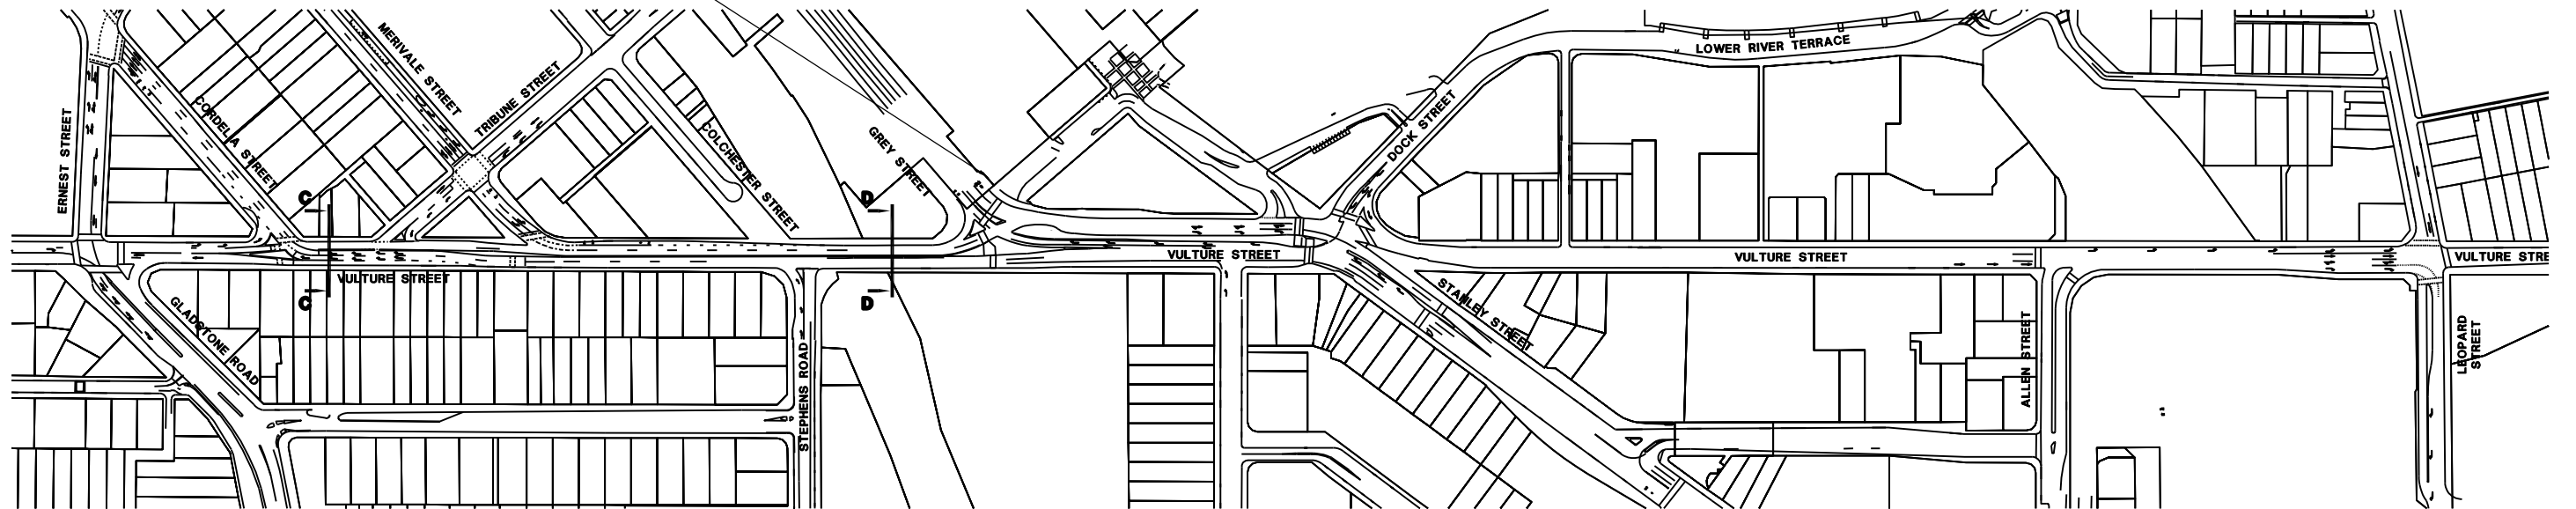 LOWER RIVER TERRACE
MERIVALE STREET
TRIBUNE STREET
ERNEST STREET
CORDELIA STREET
COLCHESTER STREET
GREY STREET
DOCK STREET
C
D
VULTURE STREET
VULTURE STREET
VULTURE STREET
VULTURE STRE
C
D
GLADSTONE ROAD
STEPHENS ROAD
STANLEY STREET
ALLEN STREET
LEOPARD
STREET